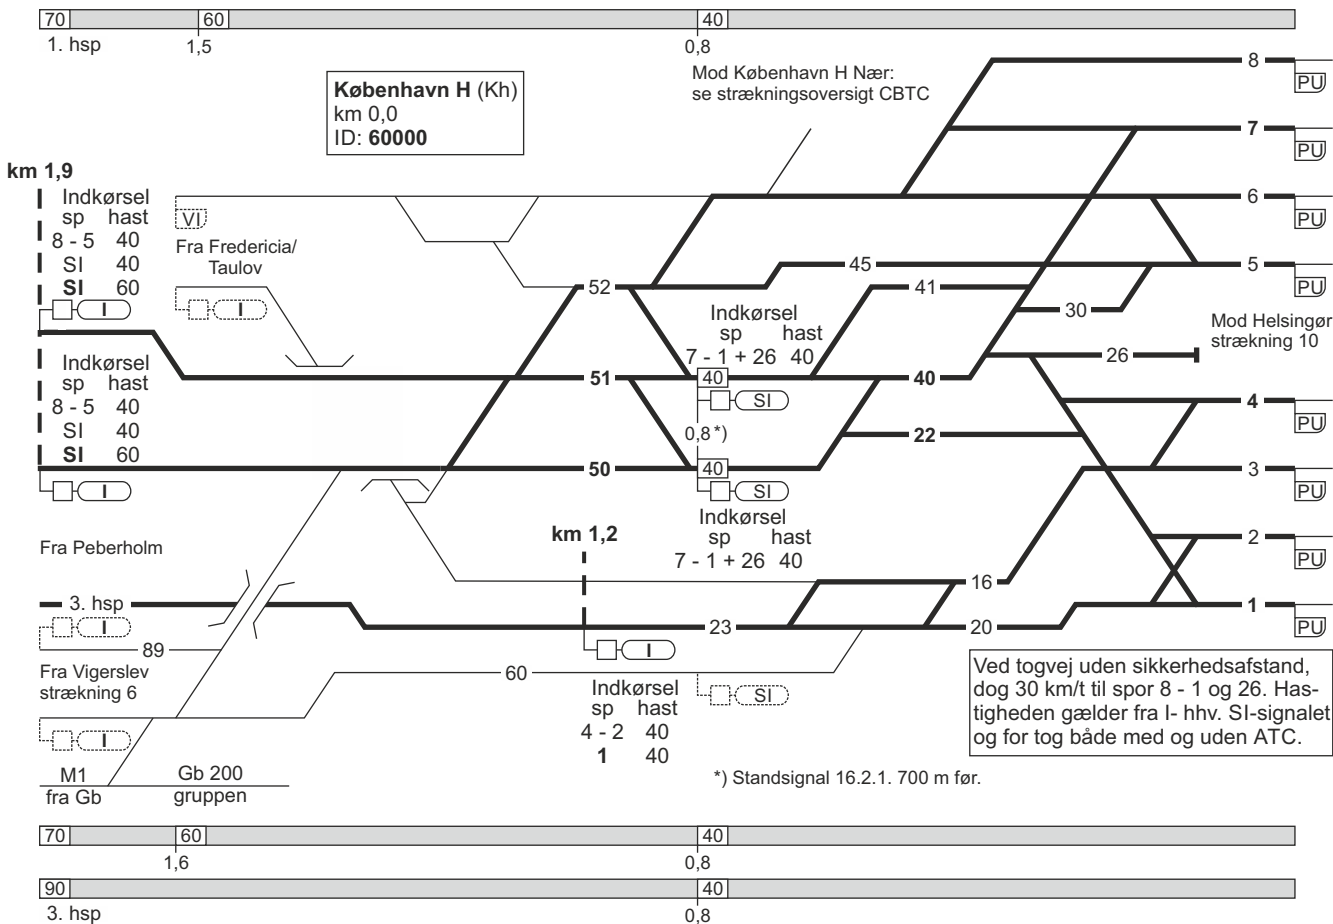 70 60 40
1. hsp 1,5 0,8
København H (Kh)
km 0,0
ID: 60000
Mod København H Nær:
se strækningsoversigt CBTC
8
PU
7
PU
km 1,9
Indkørsel
sp hast
8 - 5 40
SI 40
SI 60
I
VI
Fra Fredericia/
Taulov
I
6
PU
45
5
PU
52
41
30
Mod Helsingør
strækning 10
Indkørsel
sp hast
7 - 1 + 26 40
26
Indkørsel
sp hast
8 - 5 40
SI 40
SI 60
I
51
40
SI
40
4
PU
0,8 *)
22
50
40
SI
3
PU
Indkørsel
sp hast
7 - 1 + 26 40
Fra Peberholm
km 1,2
2
PU
16
3. hsp
I
23
20
1
PU
I
89
Fra Vigerslev
strækning 6
I
60
SI
Indkørsel
sp hast
4 - 2 40
1 40
Ved togvej uden sikkerhedsafstand,
dog 30 km/t til spor 8 - 1 og 26. Has-
tigheden gælder fra I- hhv. SI-signalet
og for tog både med og uden ATC.
M1
fra Gb
Gb 200
gruppen
*) Standsignal 16.2.1. 700 m før.
70 60 40
1,6 0,8
90 40
3. hsp 0,8